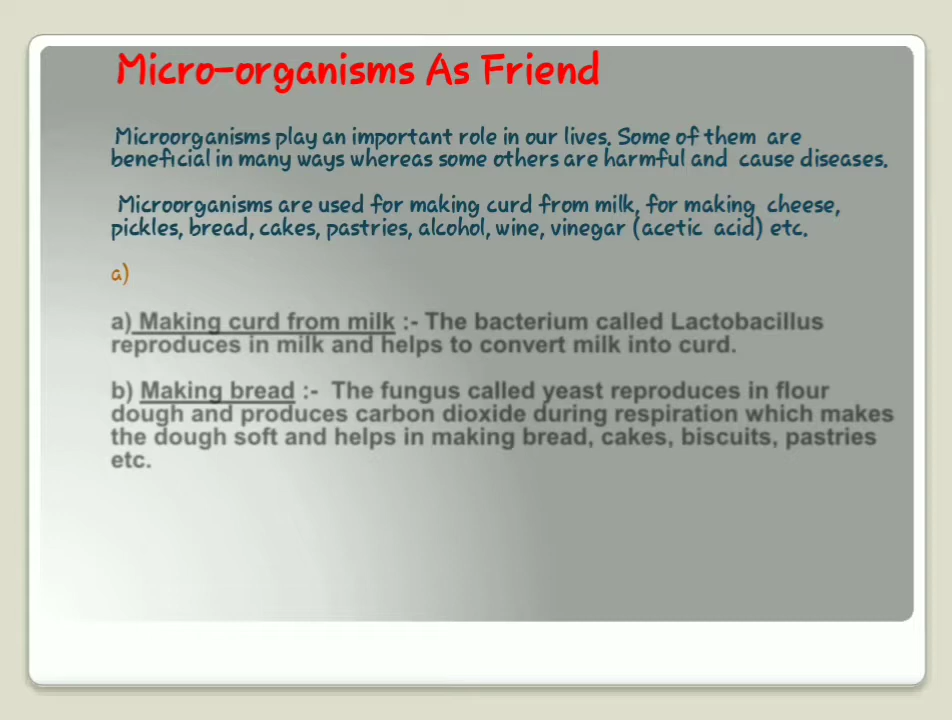 Micro-organisms As Friend
Microorganisms play an important role in our lives. Some of them are
beneficial in many ways whereas some others are harmful and cause diseases.
Microorganisms are used for making curd from milk, for making cheese,
pickles, bread, cakes, pastries, alcohol, wine, vinegar (acetic acid) etc.
a)
a) Making curd from milk :- The bacterium called Lactobacillus
reproduces in milk and helps to convert milk into curd.
b) Making bread :- The fungus called yeast reproduces in flour
dough and produces carbon dioxide during respiration which makes
the dough soft and helps in making bread, cakes, biscuits, pastries
etc.